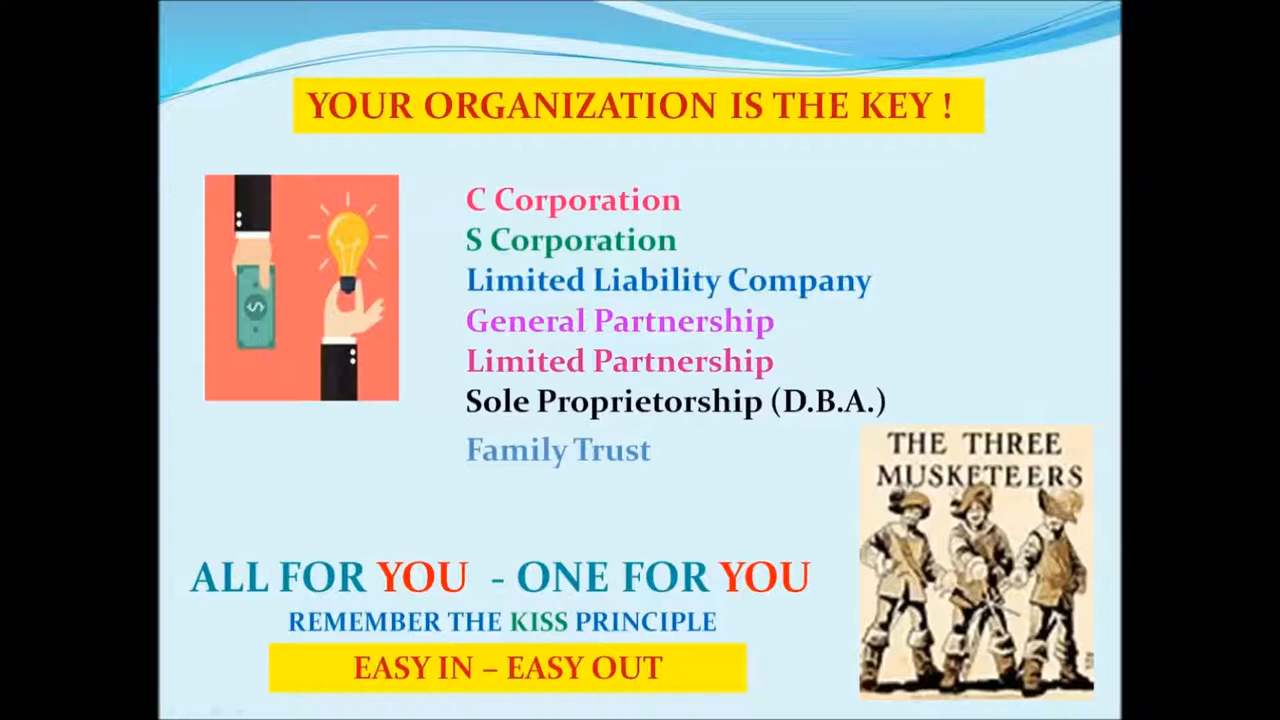 YOUR ORGANIZATION IS THE KEY !
C Corporation
S Corporation
Limited Liability Company
General Partnership
Limited Partnership
Sole Proprietorship (D.B.A.)
Family Trust
THE THREE
MUSKETEERS
ALL FOR YOU - ONE FOR YOU
REMEMBER THE KISS PRINCIPLE
EASY IN – EASY OUT